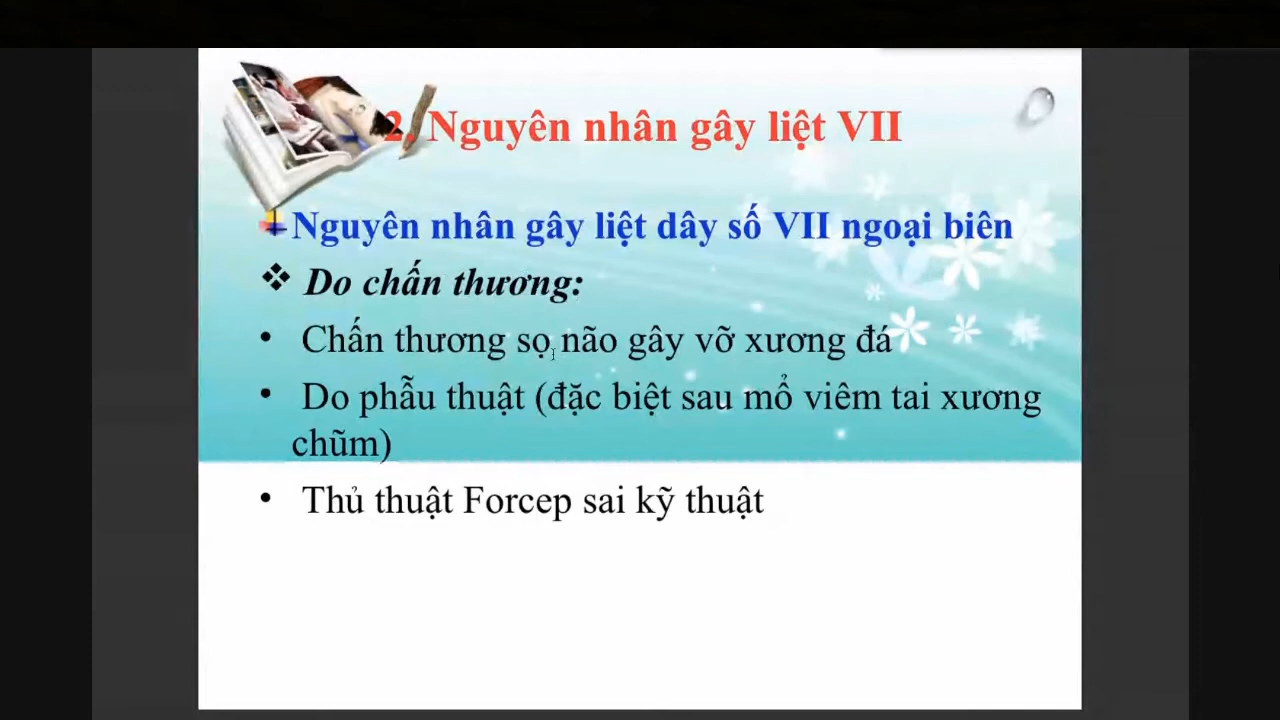 2. Nguyên nhân gây liệt VII
Nguyên nhân gây liệt dây số VII ngoại biên
❖ Do chấn thương:
• Chấn thương sọ não gây vỡ xương đá
• Do phẫu thuật (đặc biệt sau mổ viêm tai xương
chũm)
• Thủ thuật Forcep sai kỹ thuật